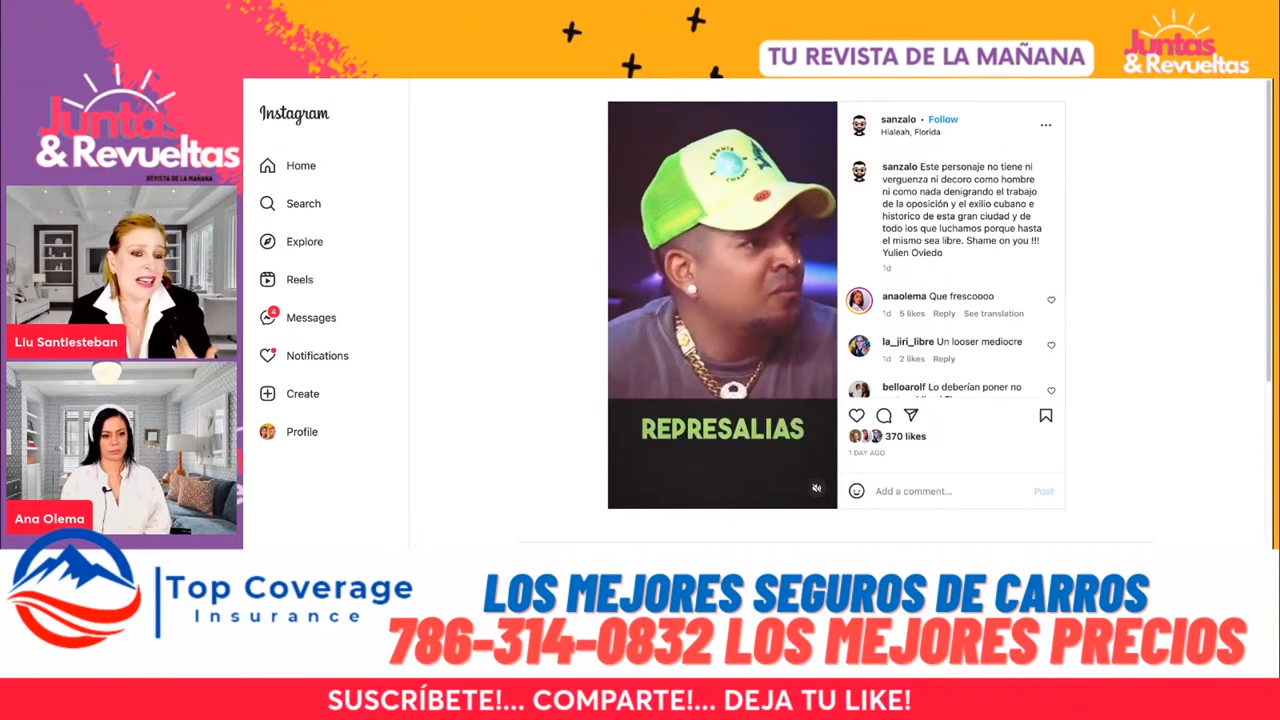 TU REVISTA DE LA MAÑANA
Juntas
& Revueltas
Juntas
& Revueltas
REVISTA DE LA MAÑANA
Liu Santiesteban
Ana Olema
Instagram
Home
Search
Explore
Reels
4
Messages
Notifications
Create
Profile
TENNIS
CHAMPS
REPRESALIAS
sanzalo • Follow
Hialeah, Florida
sanzalo Este personaje no tiene ni
verguenza ni decoro como hombre
ni como nada denigrando el trabajo
de la oposición y el exilio cubano e
historico de esta gran ciudad y de
todo los que luchamos porque hasta
el mismo sea libre. Shame on you !!!
Yulien Oviedo
1d
anaolema Que frescoooo
1d 5 likes Reply See translation
la_jiri_libre Un looser mediocre
1d 2 likes Reply
belloarolf Lo deberían poner no
370 likes
1 DAY AGO
Add a comment...
Post
Top Coverage
Insurance
LOS MEJORES SEGUROS DE CARROS
786-314-0832 LOS MEJORES PRECIOS
SUSCRÍBETE!... COMPARTE!... DEJA TU LIKE!